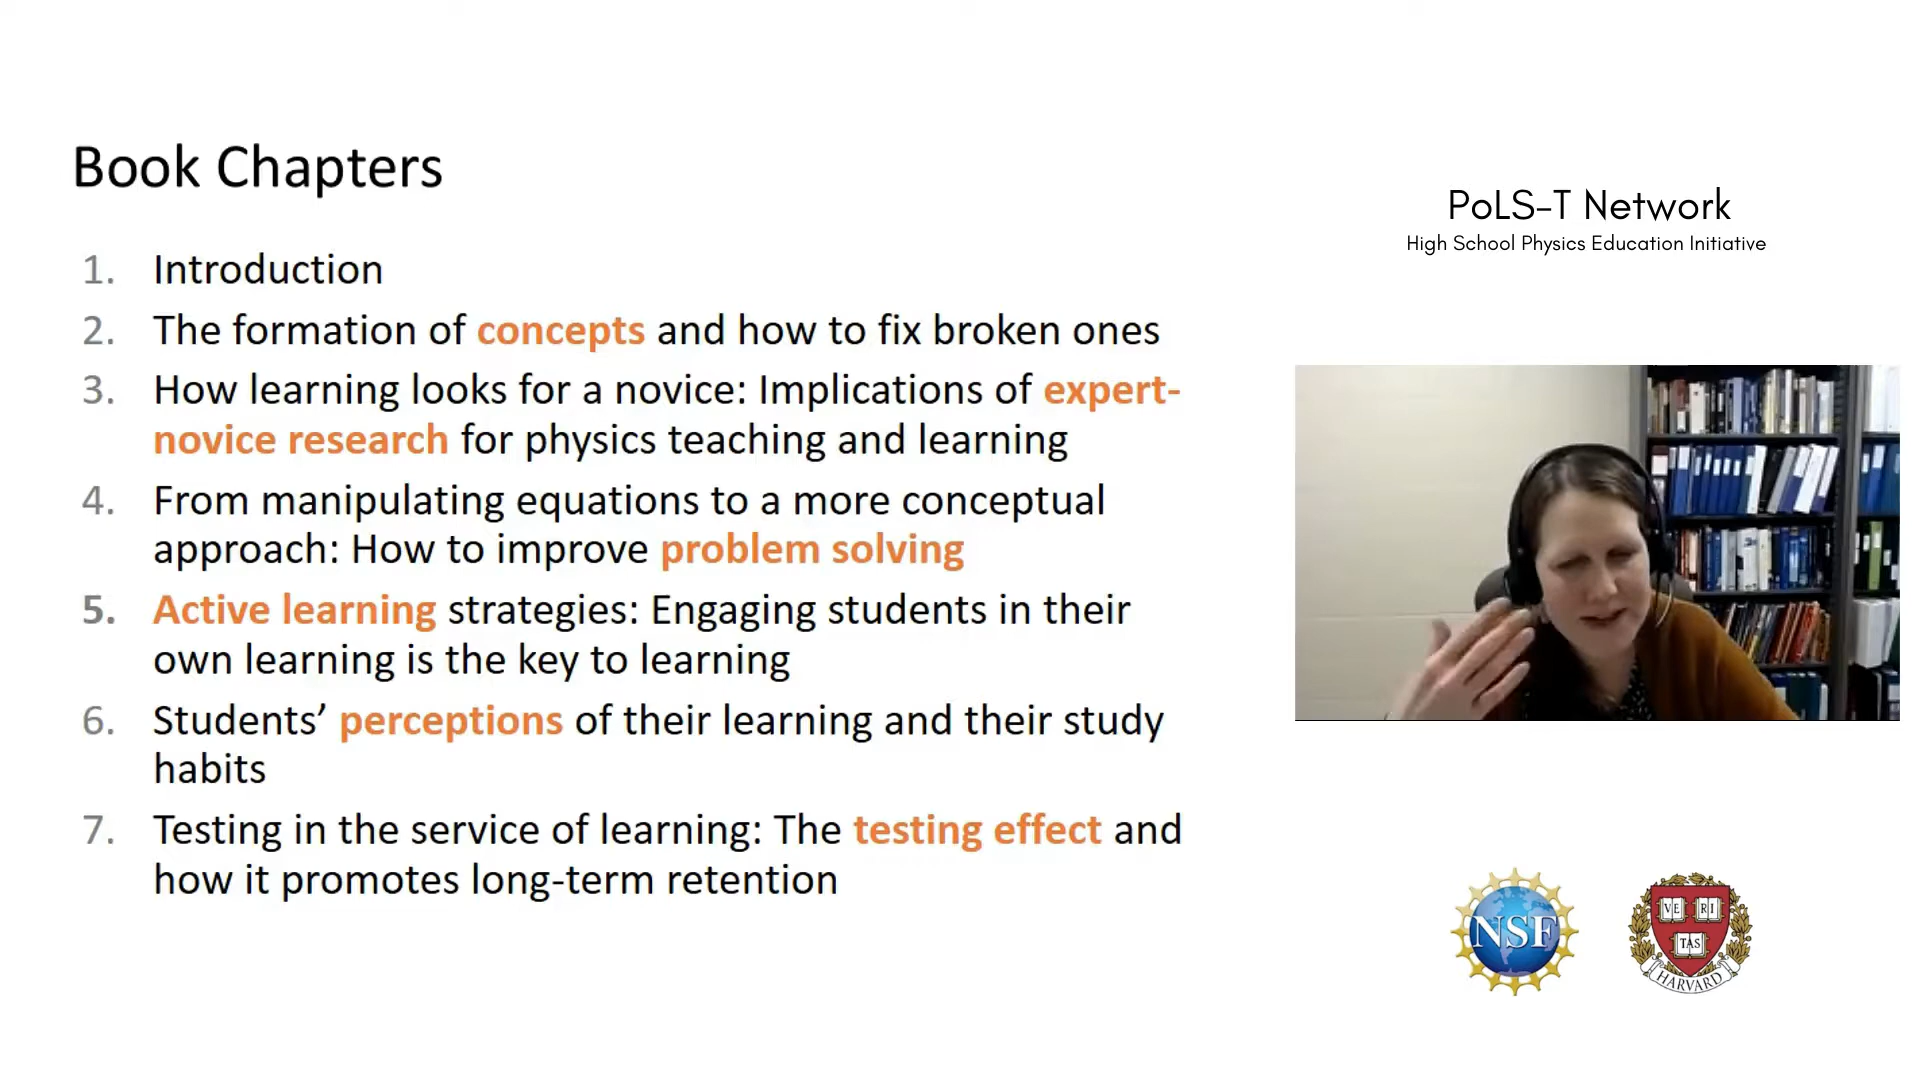 Book Chapters
1. Introduction
2. The formation of concepts and how to fix broken ones
3. How learning looks for a novice: Implications of expert-
novice research for physics teaching and learning
4. From manipulating equations to a more conceptual
approach: How to improve problem solving
5. Active learning strategies: Engaging students in their
own learning is the key to learning
6. Students’ perceptions of their learning and their study
habits
7. Testing in the service of learning: The testing effect and
how it promotes long-term retention
PoLS-T Network
High School Physics Education Initiative
NSF
VE RI
TAS
HARVARD